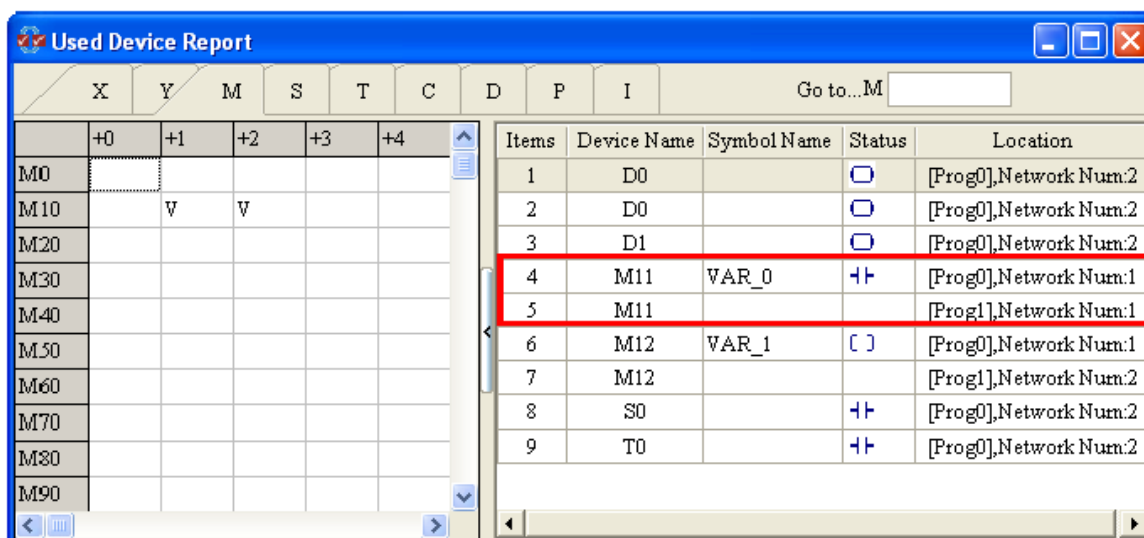 Used Device Report
X Y M S T C D P I Go to...M
+0 +1 +2 +3 +4
M0
M10 V V
M20
M30
M40
M50
M60
M70
M80
M90
Items Device Name Symbol Name Status Location
1 D0 [Prog0],Network Num:2
2 D0 [Prog0],Network Num:2
3 D1 [Prog0],Network Num:2
4 M11 VAR_0 [Prog0],Network Num:1
5 M11 [Prog1],Network Num:1
6 M12 VAR_1 [Prog0],Network Num:1
7 M12 [Prog1],Network Num:2
8 S0 [Prog0],Network Num:2
9 T0 [Prog0],Network Num:2